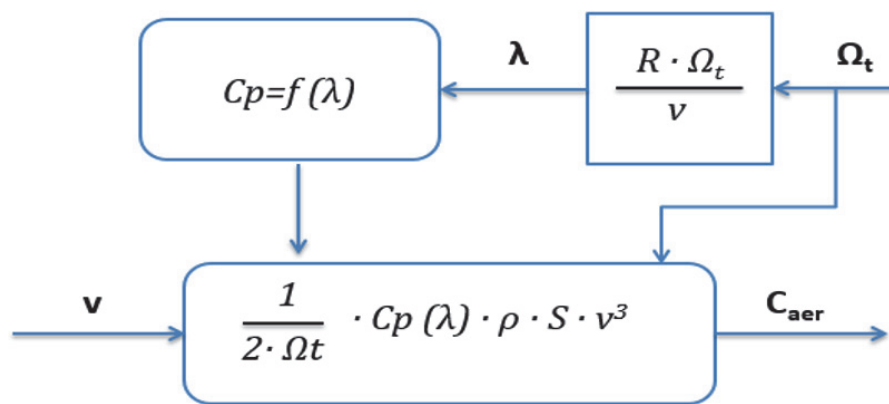 Cp=f (λ)
λ
R · Ωₜ
v
Ωₜ
v
1
2· Ωt
· Cp (λ) · ρ · S · v³
Cₐₑᵣ